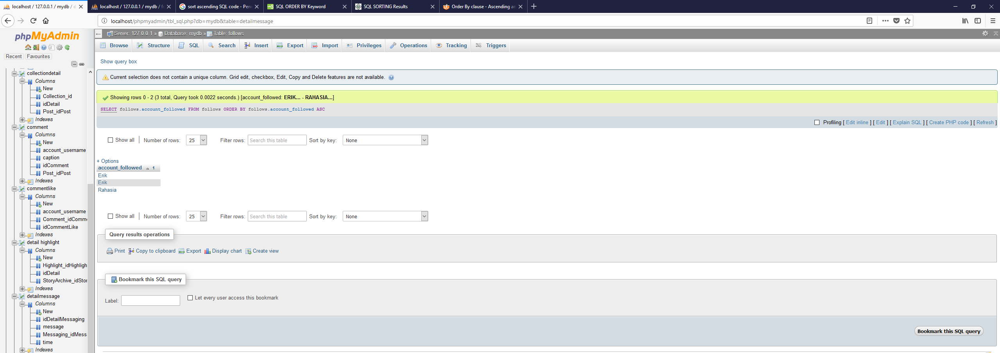 localhost / 127.0.0.1 / mydb / d
localhost / 127.0.0.1 / mydb / fo
sort ascending SQL code - Pene
SQL ORDER BY Keyword
SQL SORTING Results
Order By clause - Ascending an
localhost/phpmyadmin/tbl_sql.php?db=mydb&table=detailmessage
phpMyAdmin
Recent Favourites
collectiondetail
Columns
New
Collection_id
idDetail
Post_idPost
Indexes
comment
Columns
New
account_username
caption
idComment
Post_idPost
Indexes
commentlike
Columns
New
account_username
Comment_idComme
idCommentLike
Indexes
detail highlight
Columns
New
Highlight_idHighligh
idDetail
StoryArchive_idStor
Indexes
detailmessage
Columns
New
idDetailMessaging
message
Messaging_idMessa
time
Indexes
Server: 127.0.0.1 » Database: mydb » Table: follows
Browse Structure SQL Search Insert Export Import Privileges Operations Tracking Triggers
Show query box
Current selection does not contain a unique column. Grid edit, checkbox, Edit, Copy and Delete features are not available.
Showing rows 0 - 2 (3 total, Query took 0.0022 seconds.) [account_followed: ERIK... - RAHASIA...]
SELECT follows.account_followed FROM follows ORDER BY follows.account_followed ASC
Profiling [ Edit inline ] [ Edit ] [ Explain SQL ] [ Create PHP code ] [ Refresh ]
Show all Number of rows: 25 Filter rows: Search this table Sort by key: None
+ Options
account_followed 1
Erik
Erik
Rahasia
Show all Number of rows: 25 Filter rows: Search this table Sort by key: None
Query results operations
Print Copy to clipboard Export Display chart Create view
Bookmark this SQL query
Label: Let every user access this bookmark
Bookmark this SQL query